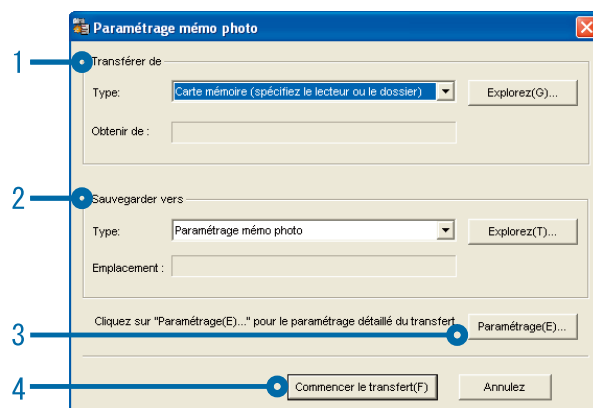 Paramétrage mémo photo
1
Transférer de
Type: Carte mémoire (spécifiez le lecteur ou le dossier) Explorez(G)...
Obtenir de :
2
Sauvegarder vers
Type: Paramétrage mémo photo Explorez(T)...
Emplacement :
Cliquez sur "Paramétrage(E)..." pour le paramétrage détaillé du transfert Paramétrage(E)...
3
4
Commencer le transfert(F) Annulez